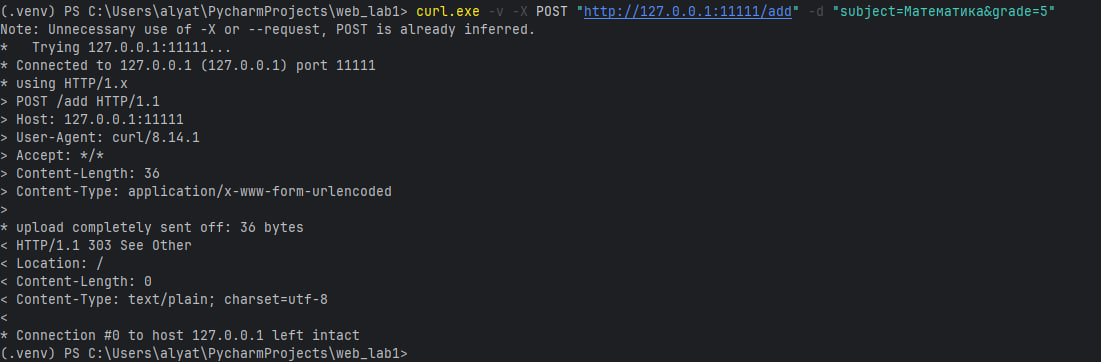 (.venv) PS C:\Users\alyat\PycharmProjects\web_lab1> curl.exe -v -X POST "http://127.0.0.1:11111/add" -d "subject=Математика&grade=5"
Note: Unnecessary use of -X or --request, POST is already inferred.
*   Trying 127.0.0.1:11111...
* Connected to 127.0.0.1 (127.0.0.1) port 11111
* using HTTP/1.x
> POST /add HTTP/1.1
> Host: 127.0.0.1:11111
> User-Agent: curl/8.14.1
> Accept: */*
> Content-Length: 36
> Content-Type: application/x-www-form-urlencoded
>
* upload completely sent off: 36 bytes
< HTTP/1.1 303 See Other
< Location: /
< Content-Length: 0
< Content-Type: text/plain; charset=utf-8
<
* Connection #0 to host 127.0.0.1 left intact
(.venv) PS C:\Users\alyat\PycharmProjects\web_lab1>